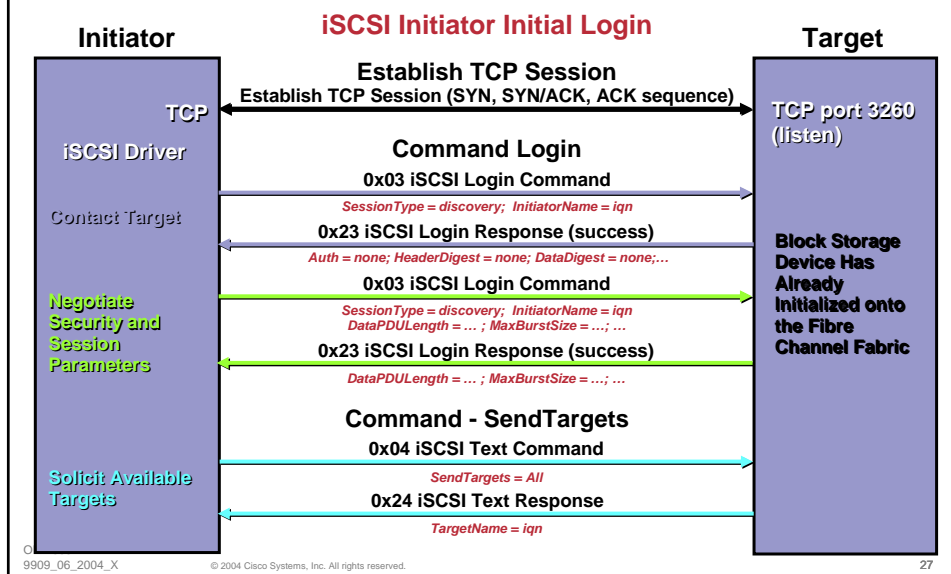 iSCSI Initiator Initial Login
Initiator
Target
Establish TCP Session
Establish TCP Session (SYN, SYN/ACK, ACK sequence)
TCP
TCP port 3260
(listen)
iSCSI Driver
Command Login
0x03 iSCSI Login Command
SessionType = discovery; InitiatorName = iqn
Contact Target
0x23 iSCSI Login Response (success)
Auth = none; HeaderDigest = none; DataDigest = none;…
Block Storage
Device Has
Already
Initialized onto
the Fibre
Channel Fabric
0x03 iSCSI Login Command
SessionType = discovery; InitiatorName = iqn
DataPDULength = … ; MaxBurstSize = …; …
Negotiate
Security and
Session
Parameters
0x23 iSCSI Login Response (success)
DataPDULength = … ; MaxBurstSize = …; …
Command - SendTargets
0x04 iSCSI Text Command
SendTargets = All
Solicit Available
Targets
0x24 iSCSI Text Response
TargetName = iqn
9909_06_2004_X
© 2004 Cisco Systems, Inc. All rights reserved.
27